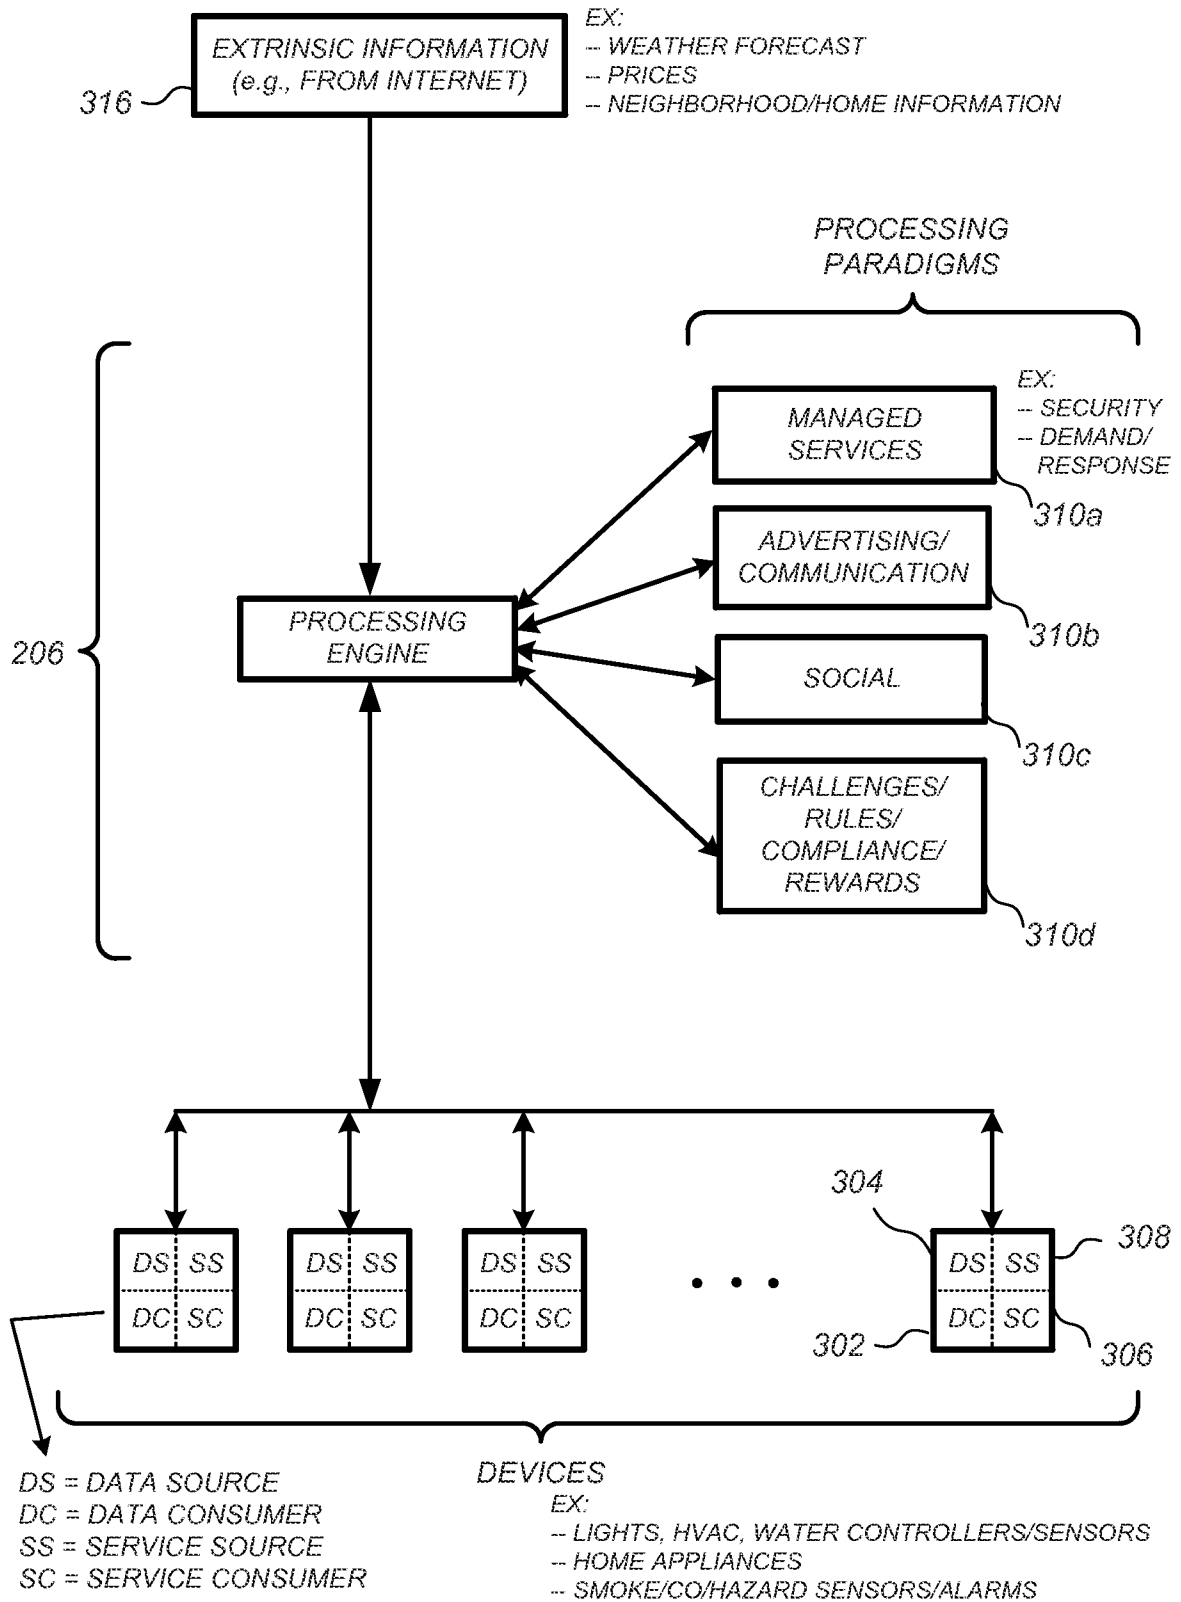 EXTRINSIC INFORMATION
(e.g., FROM INTERNET)
316
EX:
-- WEATHER FORECAST
-- PRICES
-- NEIGHBORHOOD/HOME INFORMATION
PROCESSING
PARADIGMS
MANAGED
SERVICES
EX:
-- SECURITY
-- DEMAND/
RESPONSE
310a
ADVERTISING/
COMMUNICATION
310b
206
PROCESSING
ENGINE
SOCIAL
310c
CHALLENGES/
RULES/
COMPLIANCE/
REWARDS
310d
304
308
DS SS
DC SC
DS SS
DC SC
DS SS
DC SC
DS SS
DC SC
302
306
DS = DATA SOURCE
DC = DATA CONSUMER
SS = SERVICE SOURCE
SC = SERVICE CONSUMER
DEVICES
EX:
-- LIGHTS, HVAC, WATER CONTROLLERS/SENSORS
-- HOME APPLIANCES
-- SMOKE/CO/HAZARD SENSORS/ALARMS